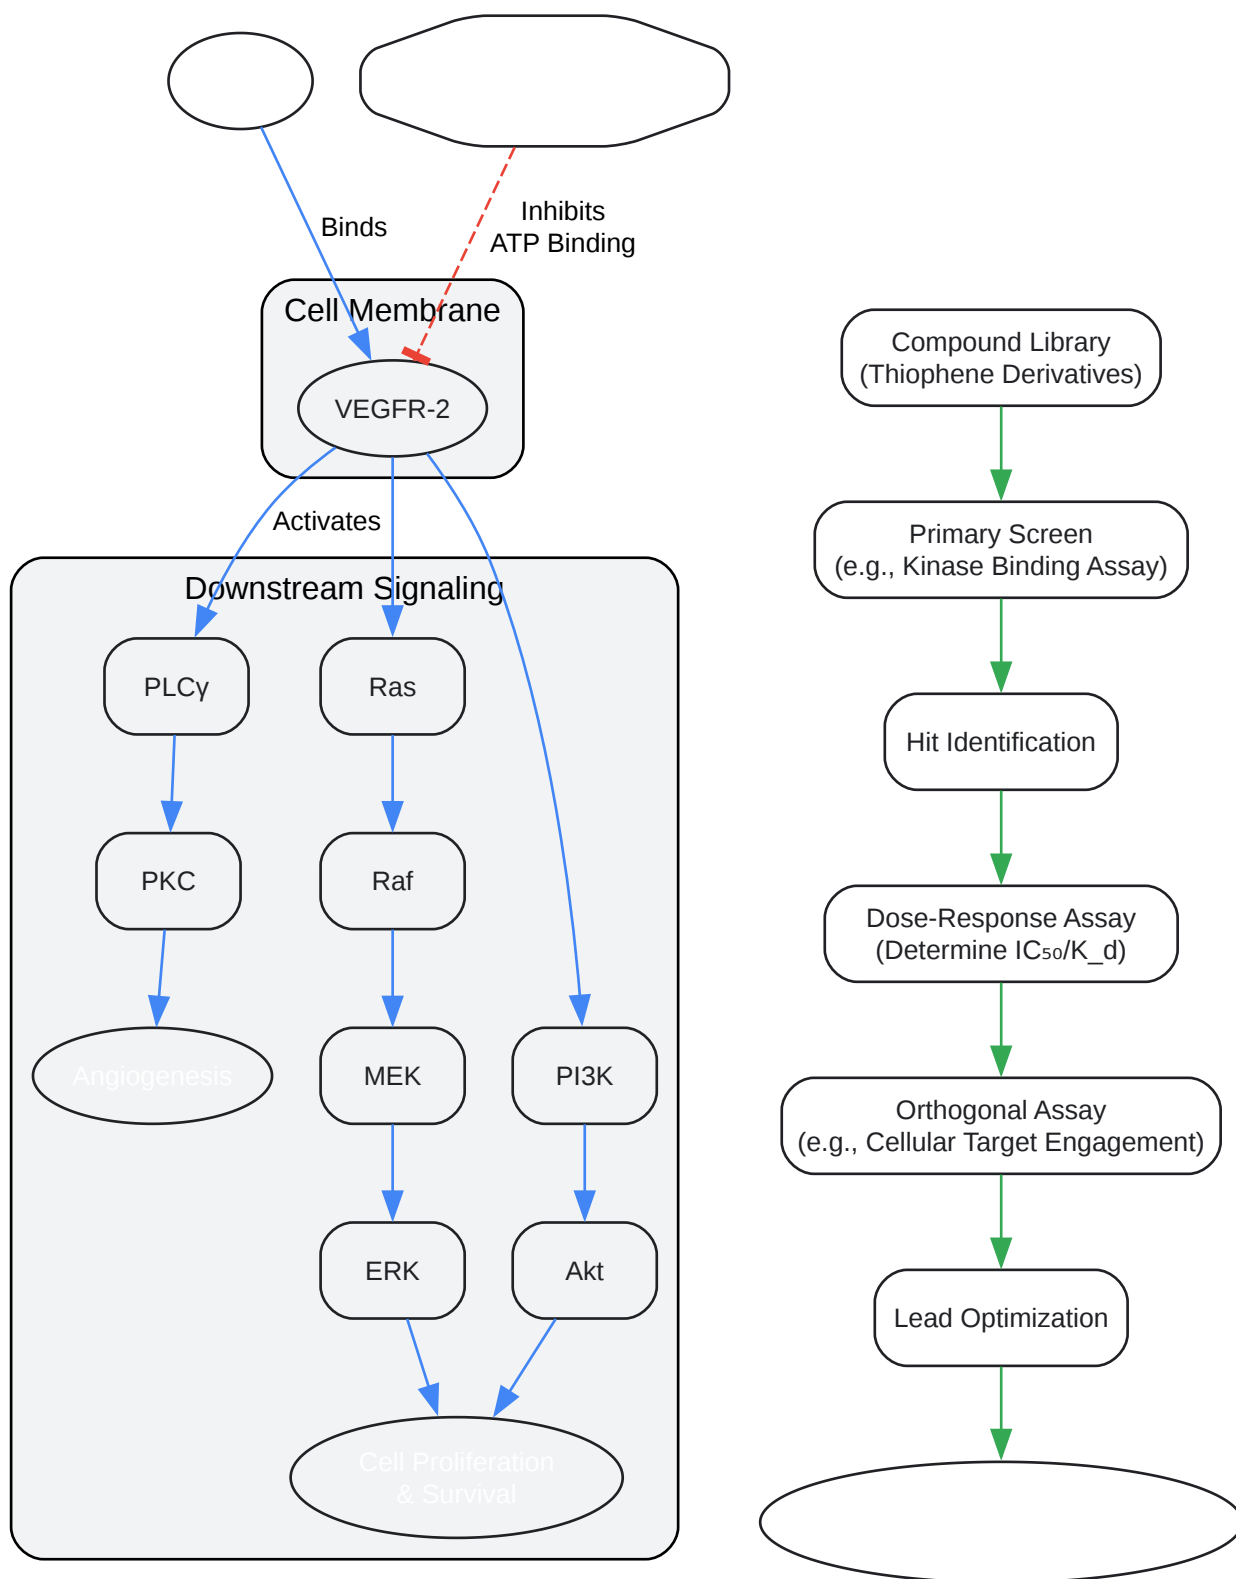 Binds
Inhibits
ATP Binding
Cell Membrane
VEGFR-2
Activates
Downstream Signaling
PLCγ
Ras
PKC
Raf
Angiogenesis
MEK
PI3K
ERK
Akt
Cell Proliferation
& Survival
Compound Library
(Thiophene Derivatives)
Primary Screen
(e.g., Kinase Binding Assay)
Hit Identification
Dose-Response Assay
(Determine IC₅₀/K_d)
Orthogonal Assay
(e.g., Cellular Target Engagement)
Lead Optimization